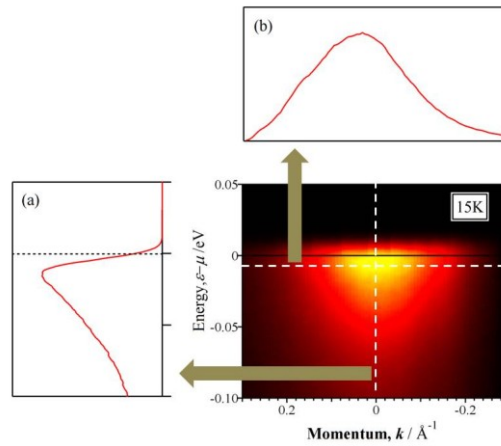 (b)
(a)
15K
Energy, ε–μ /eV
0.05
0
-0.05
-0.10
0.2
0
-0.2
Momentum, k / Å⁻¹